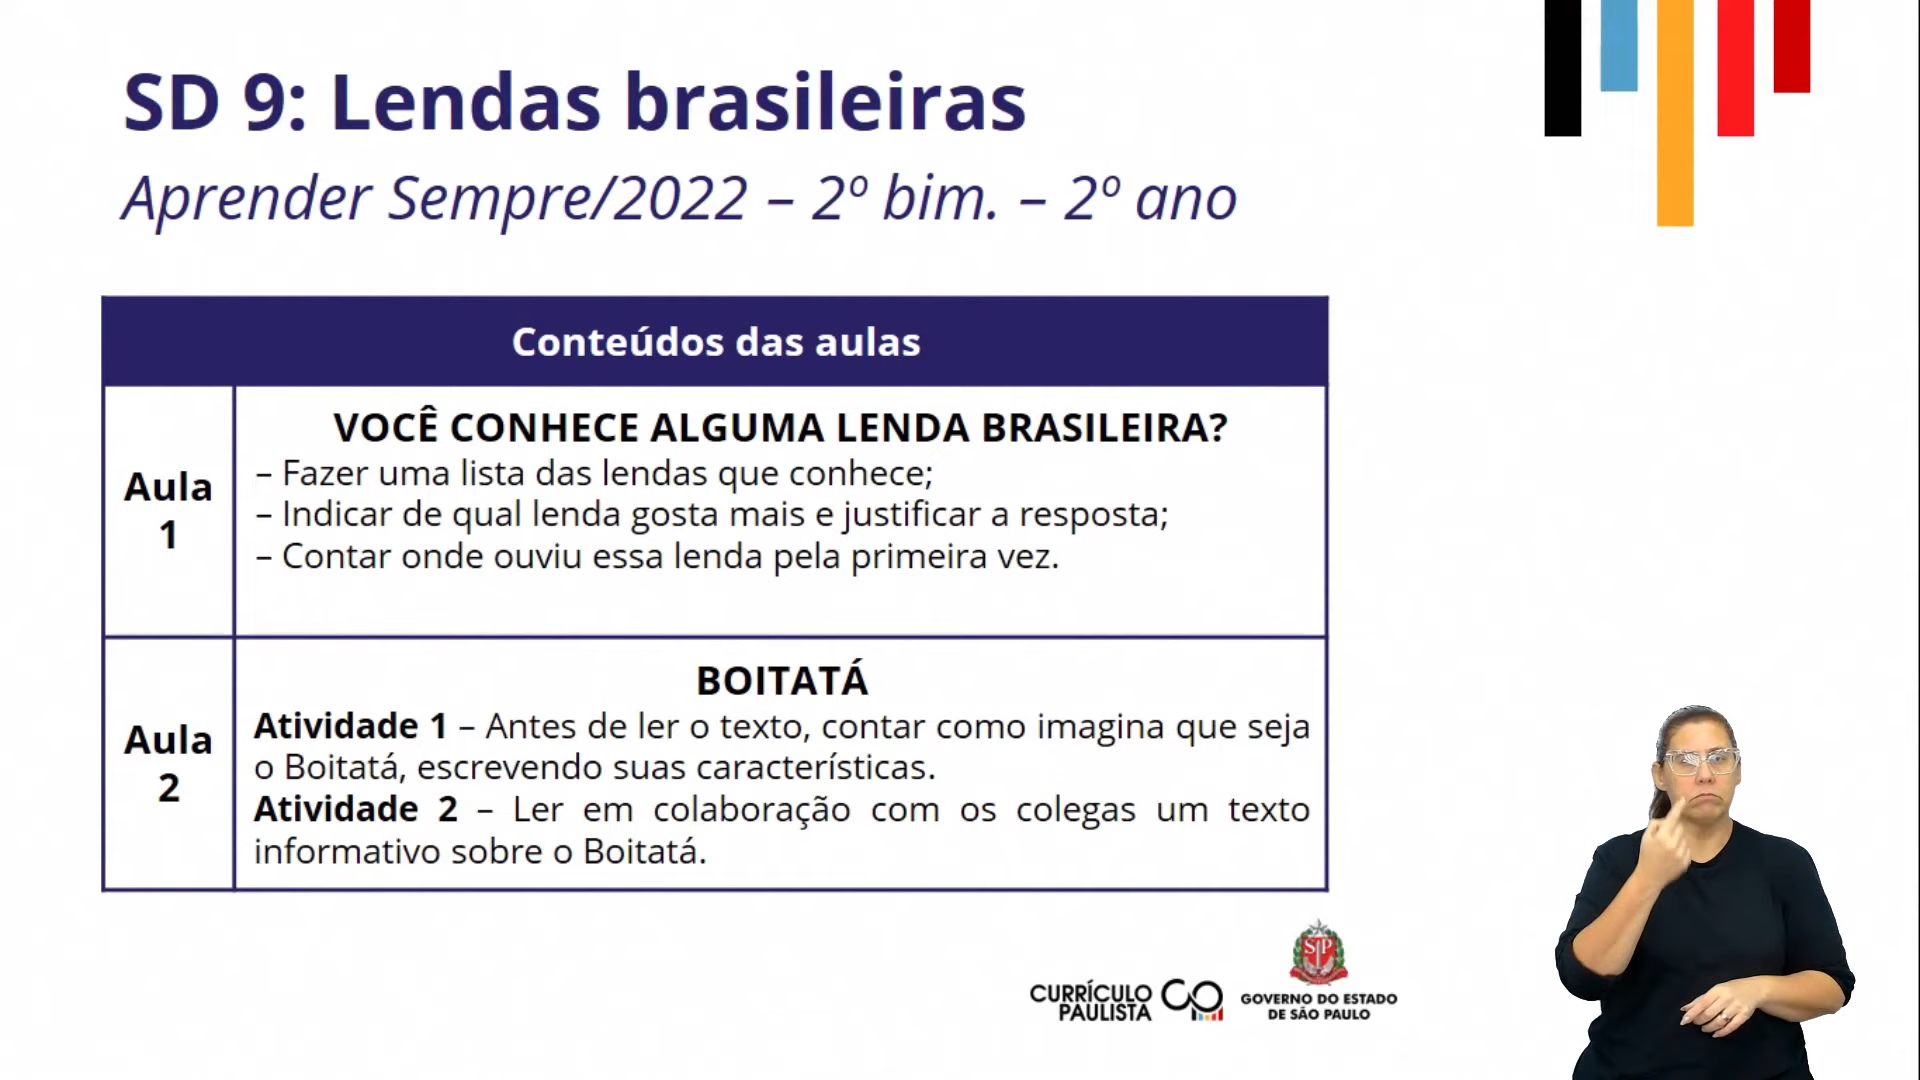 SD 9: Lendas brasileiras
Aprender Sempre/2022 – 2º bim. – 2º ano
Conteúdos das aulas
Aula
1
VOCÊ CONHECE ALGUMA LENDA BRASILEIRA?
– Fazer uma lista das lendas que conhece;
– Indicar de qual lenda gosta mais e justificar a resposta;
– Contar onde ouviu essa lenda pela primeira vez.
Aula
2
BOITATÁ
Atividade 1 – Antes de ler o texto, contar como imagina que seja
o Boitatá, escrevendo suas características.
Atividade 2 – Ler em colaboração com os colegas um texto
informativo sobre o Boitatá.
CURRÍCULO
PAULISTA
SP
GOVERNO DO ESTADO
DE SÃO PAULO